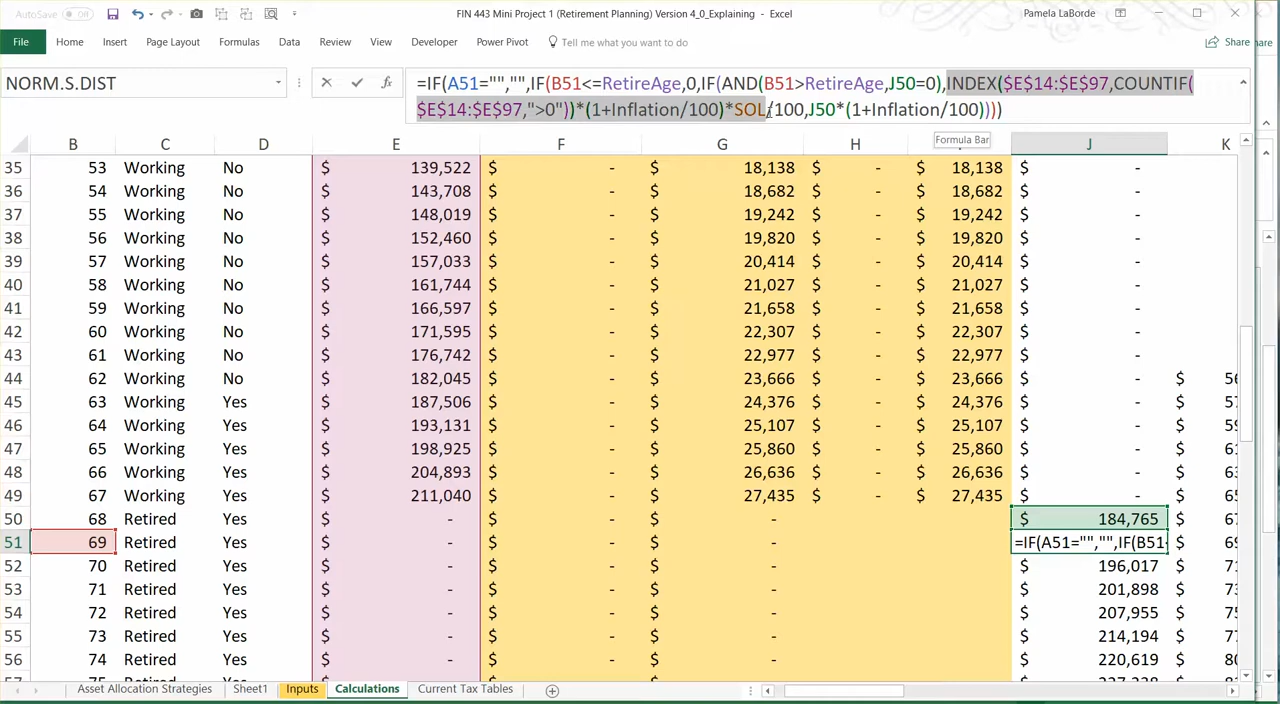 AutoSave Off FIN 443 Mini Project 1 (Retirement Planning) Version 4_0_Explaining - Excel Pamela LaBorde
File Home Insert Draw Page Layout Formulas Data Review View Developer Power Pivot Tell me what you want to do Share
NORM.S.DIST =IF(A51="","",IF(B51<=RetireAge,0,IF(AND(B51>RetireAge,J50=0),INDEX($E$14:$E$97,COUNTIF(
$E$14:$E$97,">0"))*(1+Inflation/100)*SOL/100,J50*(1+Inflation/100))))
Formula Bar
B C D E F G H J K
35 53 Working No $ 139,522 $ - $ 18,138 $ - $ 18,138 $ -
36 54 Working No $ 143,708 $ - $ 18,682 $ - $ 18,682 $ -
37 55 Working No $ 148,019 $ - $ 19,242 $ - $ 19,242 $ -
38 56 Working No $ 152,460 $ - $ 19,820 $ - $ 19,820 $ -
39 57 Working No $ 157,033 $ - $ 20,414 $ - $ 20,414 $ -
40 58 Working No $ 161,744 $ - $ 21,027 $ - $ 21,027 $ -
41 59 Working No $ 166,597 $ - $ 21,658 $ - $ 21,658 $ -
42 60 Working No $ 171,595 $ - $ 22,307 $ - $ 22,307 $ -
43 61 Working No $ 176,742 $ - $ 22,977 $ - $ 22,977 $ -
44 62 Working No $ 182,045 $ - $ 23,666 $ - $ 23,666 $ - $
45 63 Working Yes $ 187,506 $ - $ 24,376 $ - $ 24,376 $ - $
46 64 Working Yes $ 193,131 $ - $ 25,107 $ - $ 25,107 $ - $
47 65 Working Yes $ 198,925 $ - $ 25,860 $ - $ 25,860 $ - $
48 66 Working Yes $ 204,893 $ - $ 26,636 $ - $ 26,636 $ - $
49 67 Working Yes $ 211,040 $ - $ 27,435 $ - $ 27,435 $ - $
50 68 Retired Yes $ - $ - $ - $ 184,765 $
51 69 Retired Yes $ - $ - $ - =IF(A51="","",IF(B51< $
52 70 Retired Yes $ - $ - $ - $ 196,017 $
53 71 Retired Yes $ - $ - $ - $ 201,898 $
54 72 Retired Yes $ - $ - $ - $ 207,955 $
55 73 Retired Yes $ - $ - $ - $ 214,194 $
56 74 Retired Yes $ - $ - $ - $ 220,619 $
Asset Allocation Strategies Sheet1 Inputs Calculations Current Tax Tables